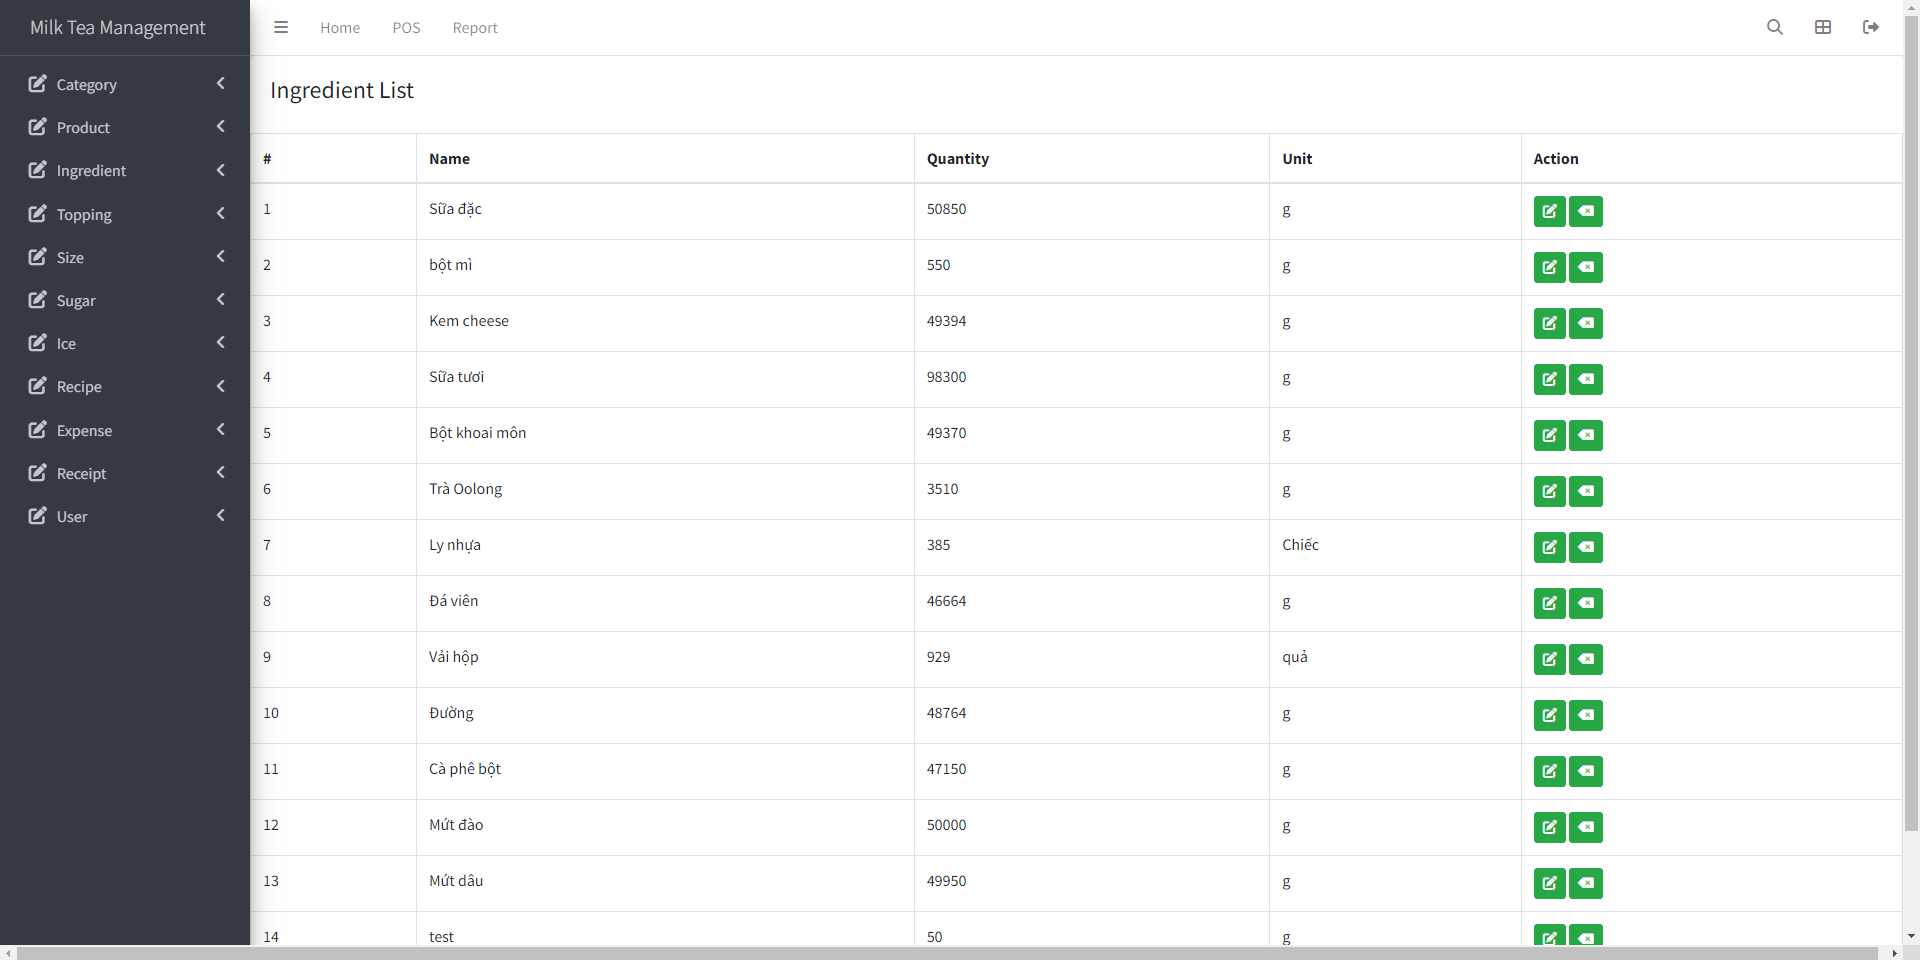 Milk Tea Management
Home POS Report
Category
Product
Ingredient
Topping
Size
Sugar
Ice
Recipe
Expense
Receipt
User
Ingredient List
# Name Quantity Unit Action
1 Sữa đặc 50850 g
2 bột mì 550 g
3 Kem cheese 49394 g
4 Sữa tươi 98300 g
5 Bột khoai môn 49370 g
6 Trà Oolong 3510 g
7 Ly nhựa 385 Chiếc
8 Đá viên 46664 g
9 Vải hộp 929 quả
10 Đường 48764 g
11 Cà phê bột 47150 g
12 Mứt đào 50000 g
13 Mứt dâu 49950 g
14 test 50 g